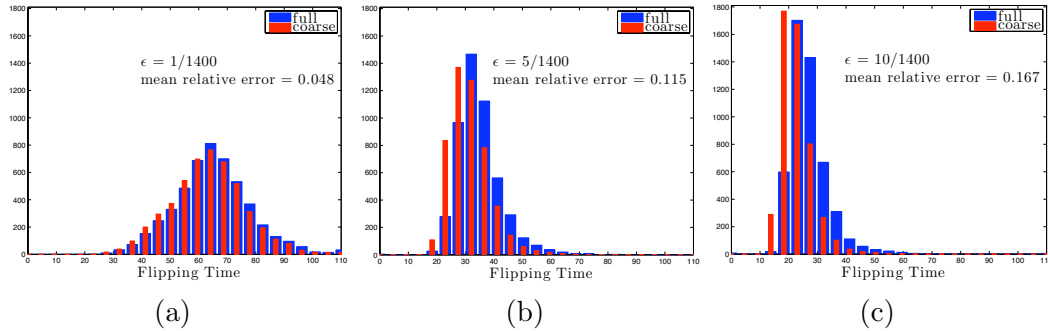 1800
1600
1400
1200
1000
800
600
400
200
0
0 10 20 30 40 50 60 70 80 90 100 110
full
coarse
ϵ = 1/1400
mean relative error = 0.048
Flipping Time
(a)
1800
1600
1400
1200
1000
800
600
400
200
0
0 10 20 30 40 50 60 70 80 90 100 110
full
coarse
ϵ = 5/1400
mean relative error = 0.115
Flipping Time
(b)
1800
1600
1400
1200
1000
800
600
400
200
0
0 10 20 30 40 50 60 70 80 90 100 110
full
coarse
ϵ = 10/1400
mean relative error = 0.167
Flipping Time
(c)